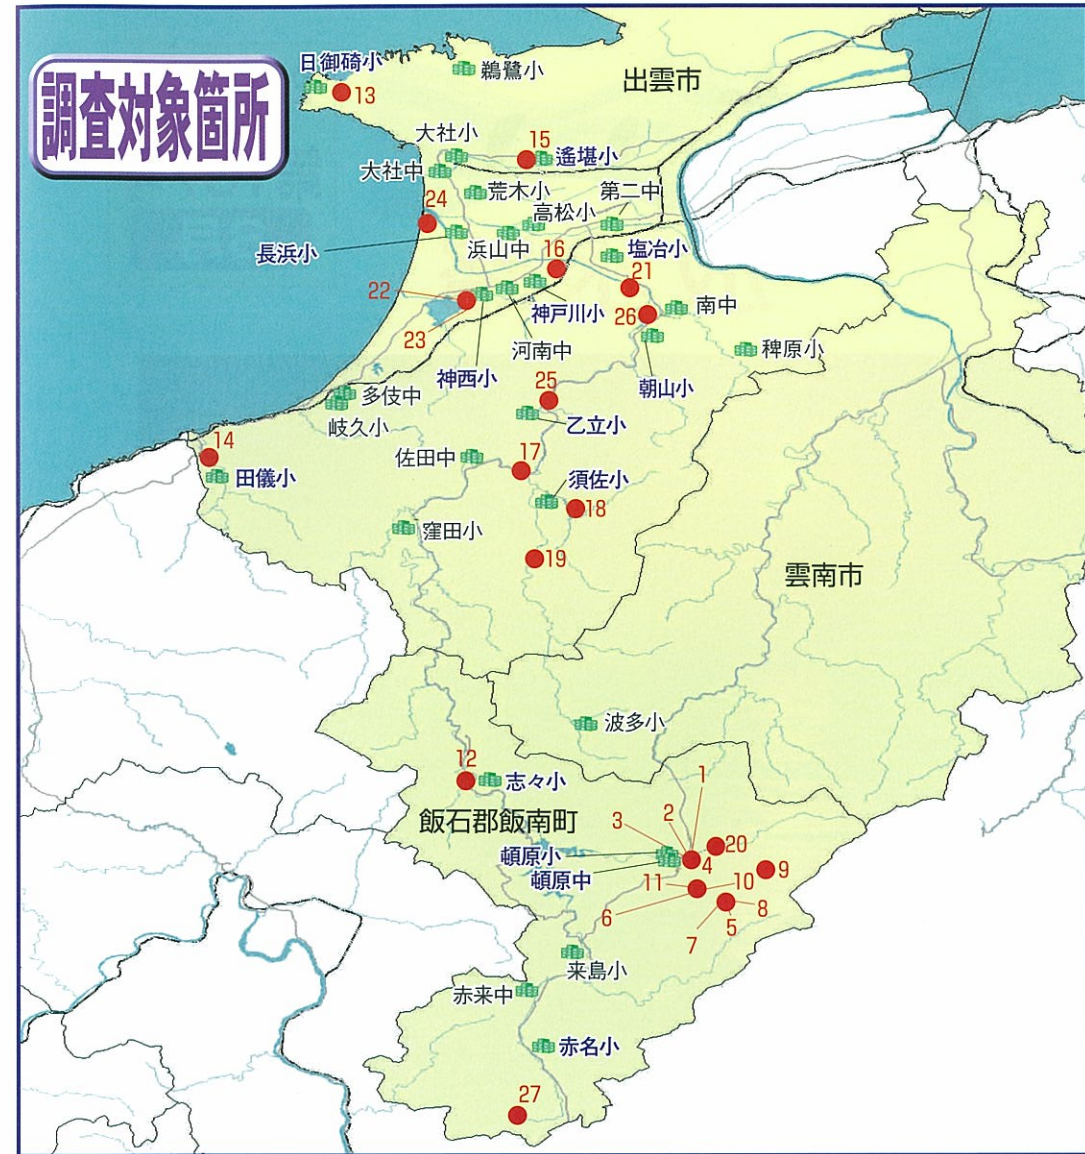 調査対象箇所
日御碕小
13
鵜鷺小
出雲市
大社小
15
遙堪小
大社中
荒木小
第二中
24
高松小
長浜小
浜山中
16
塩冶小
21
22
23
神戸川小
26
南中
河南中
神西小
朝山小
稗原小
25
多伎中
岐久小
乙立小
14
田儀小
佐田中
17
須佐小
18
窪田小
19
雲南市
波多小
12
志々小
飯石郡飯南町
1
2
3
20
頓原小
4
頓原中
9
11
10
6
7
5
8
来島小
赤来中
赤名小
27